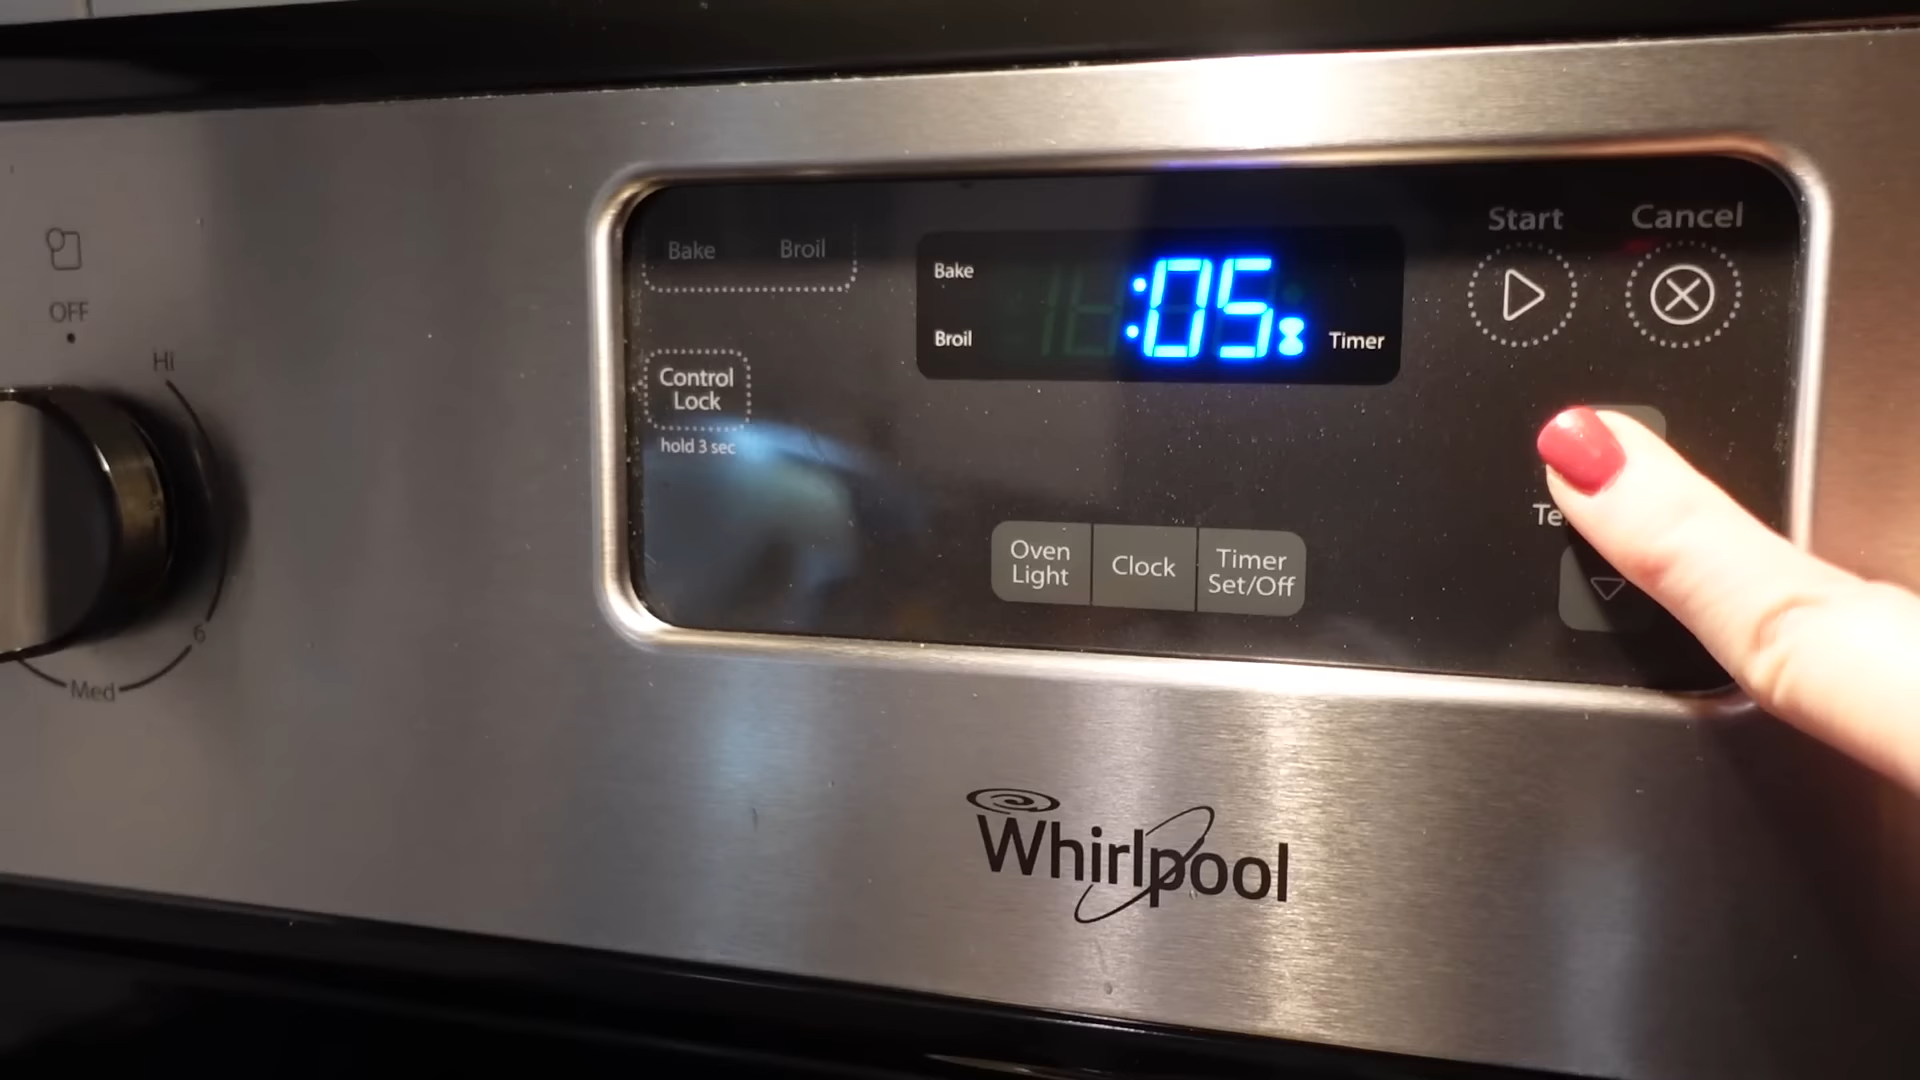 OFF
HI
6
Med
Bake
Broil
Control
Lock
hold 3 sec
Bake
Broil
:05
Timer
Start
Cancel
Oven
Light
Clock
Timer
Set/Off
Whirlpool